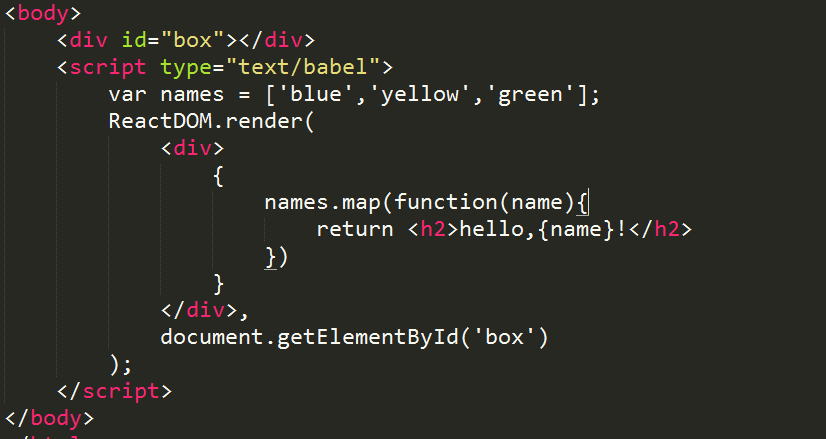 <body>
    <div id="box"></div>
    <script type="text/babel">
        var names = ['blue','yellow','green'];
        ReactDOM.render(
            <div>
                {
                    names.map(function(name){
                        return <h2>hello,{name}!</h2>
                    })
                }
            </div>,
            document.getElementById('box')
        );
    </script>
</body>